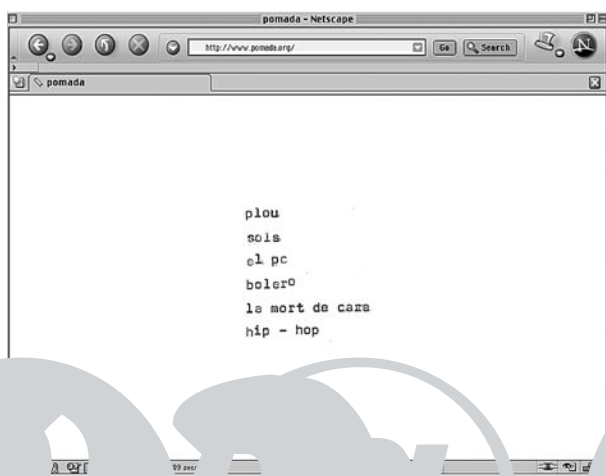 pomada - Netscape
http://www.pomada.org/
Go
Search
N
pomada
plou
sols
el pc
bolero
la mort de cara
hip - hop